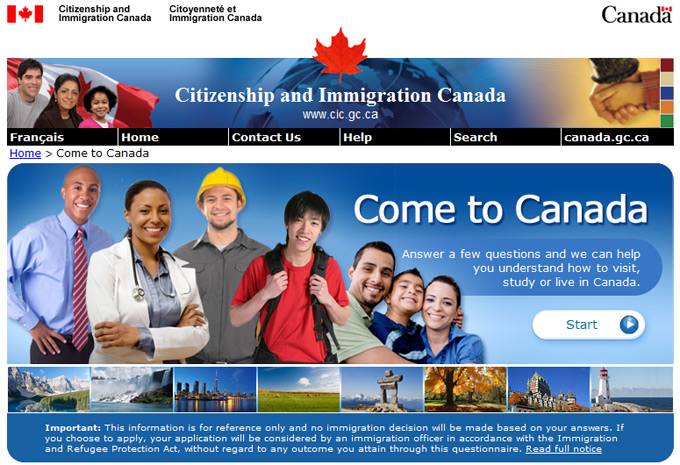 Citizenship and Immigration Canada
Citoyenneté et Immigration Canada
Canada
Citizenship and Immigration Canada
www.cic.gc.ca
Français Home Contact Us Help Search canada.gc.ca
Home > Come to Canada
Come to Canada
Answer a few questions and we can help
you understand how to visit,
study or live in Canada.
Start
Important: This information is for reference only and no immigration decision will be made based on your answers. If
you choose to apply, your application will be considered by an immigration officer in accordance with the Immigration
and Refugee Protection Act, without regard to any outcome you attain through this questionnaire. Read full notice